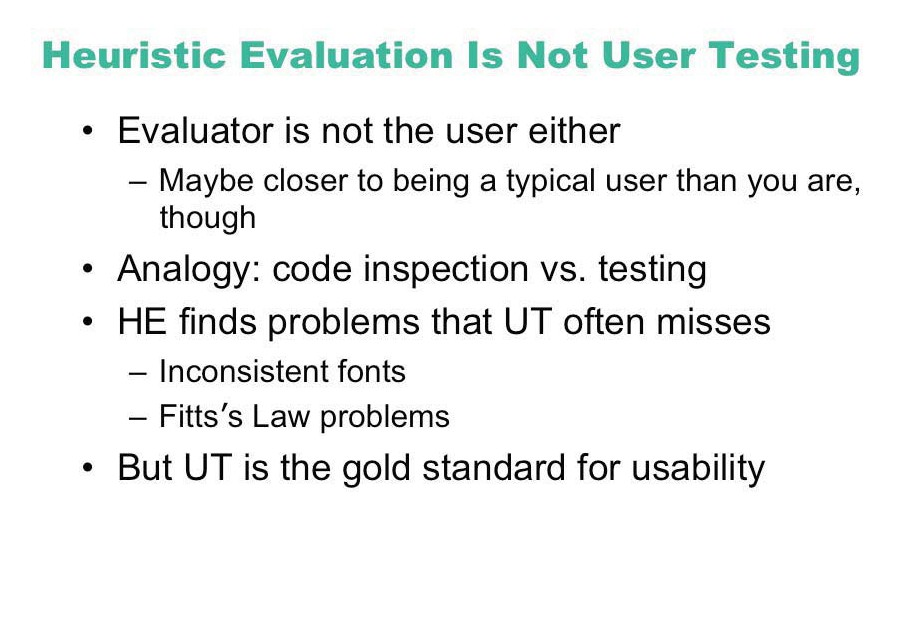 Heuristic Evaluation Is Not User Testing
• Evaluator is not the user either
– Maybe closer to being a typical user than you are,
though
• Analogy: code inspection vs. testing
• HE finds problems that UT often misses
– Inconsistent fonts
– Fitts′s Law problems
• But UT is the gold standard for usability